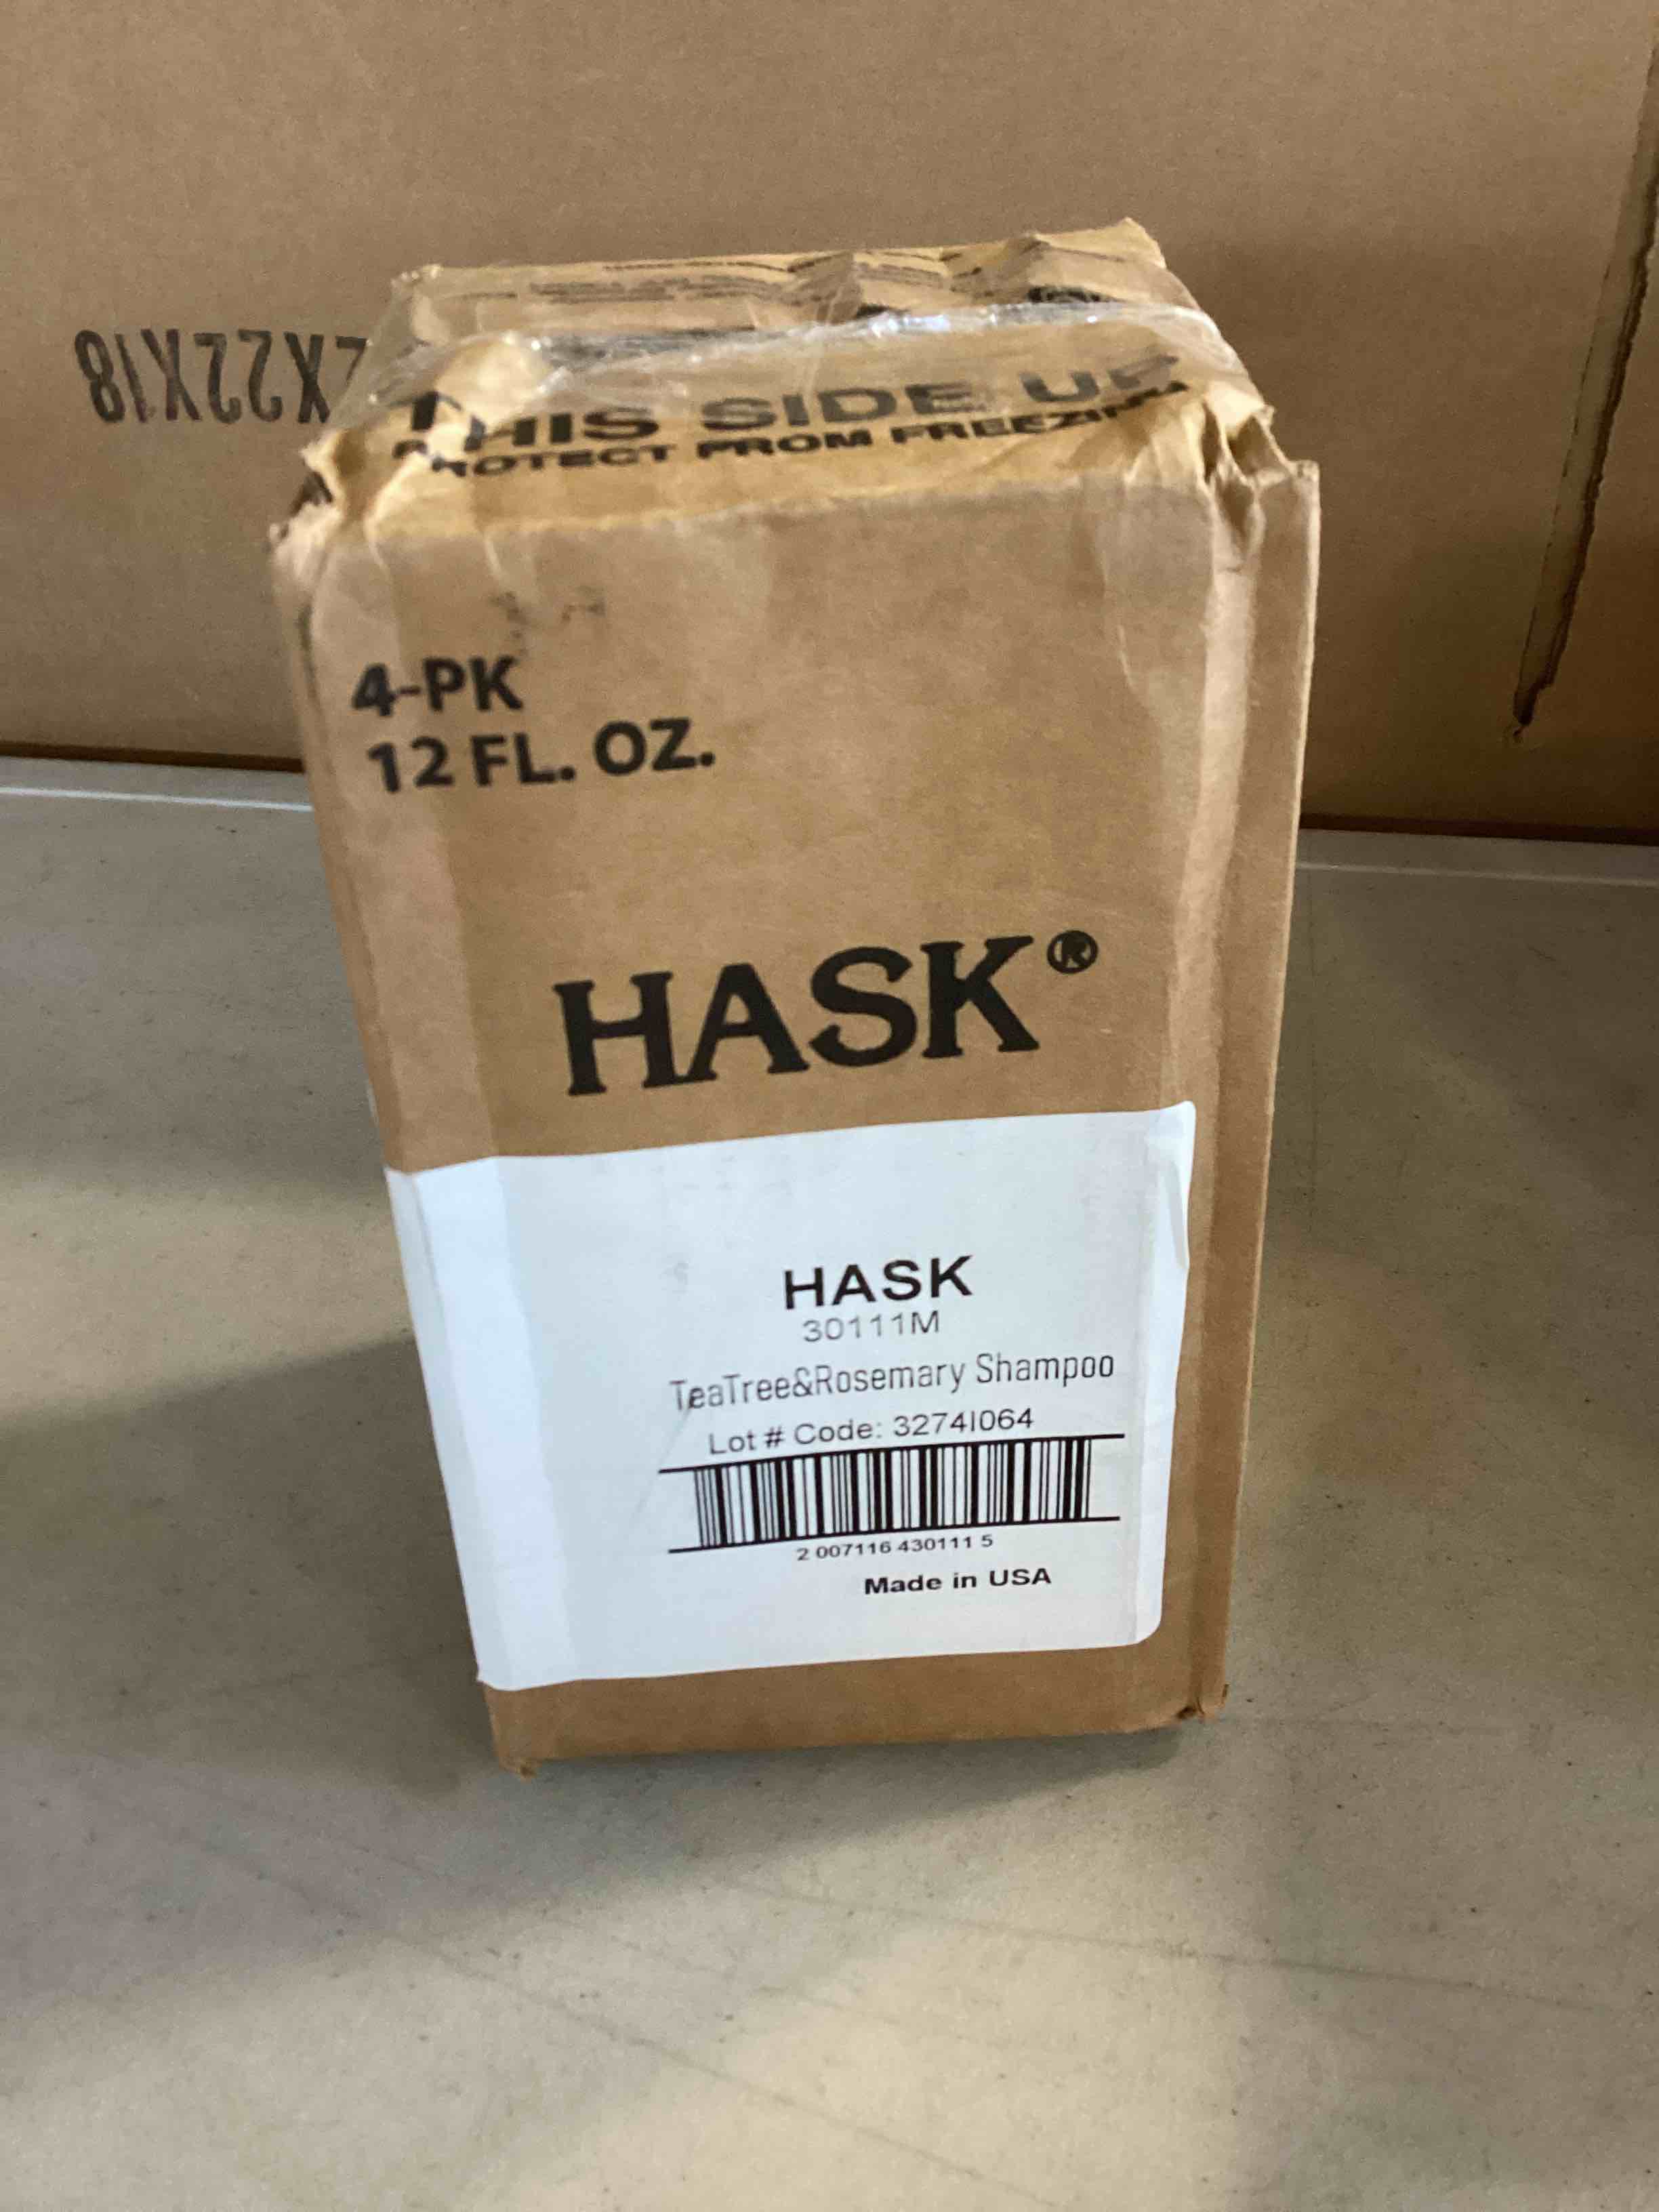 THIS SIDE UP
PROTECT FROM FREEZING
4-PK
12 FL. OZ.
HASK®
HASK
30111M
TeaTree&Rosemary Shampoo
Lot # Code: 3274I064
2 007116 430111 5
Made in USA
X22X18